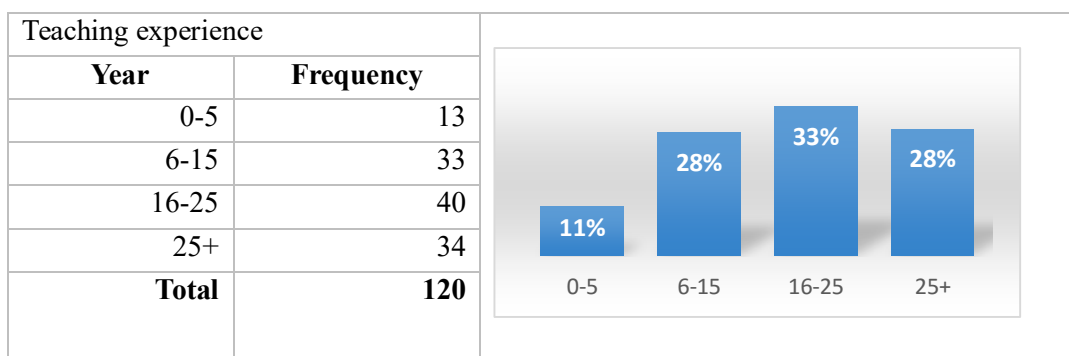 Teaching experience
Year Frequency
0-5 13
6-15 33
16-25 40
25+ 34
Total 120
33%
28% 28%
11%
0-5 6-15 16-25 25+